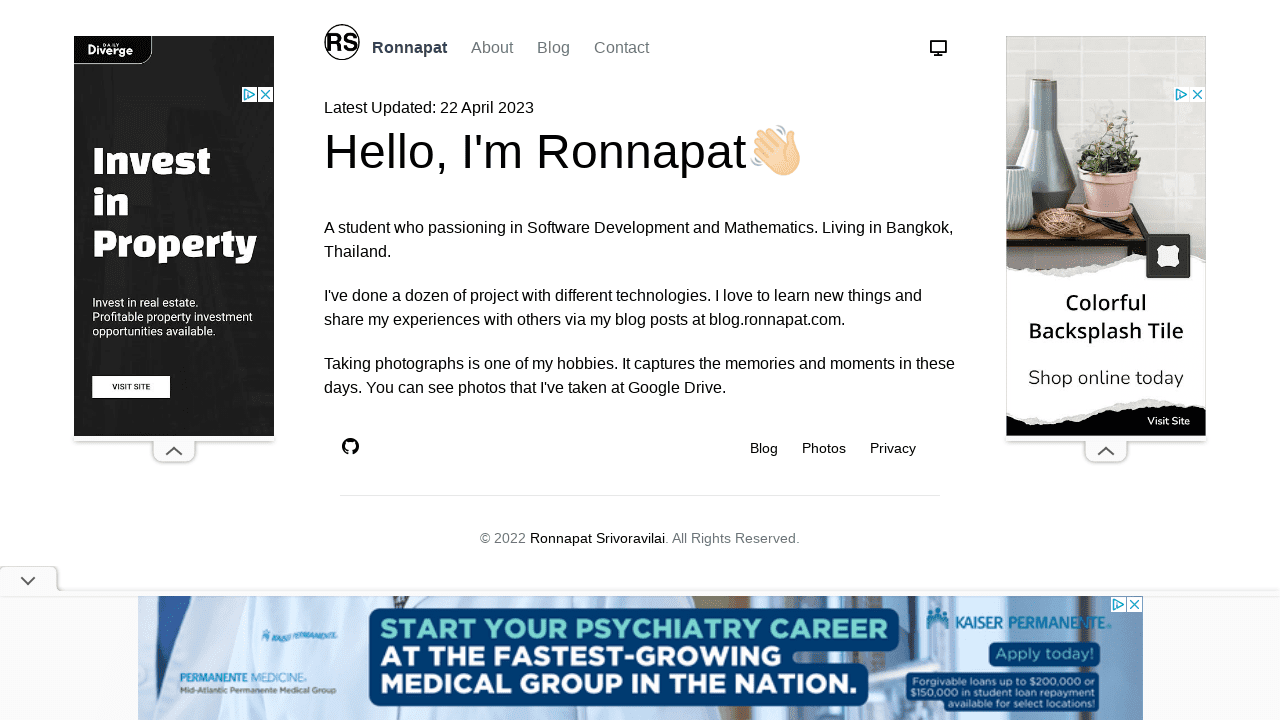 RS Ronnapat About Blog Contact
Latest Updated: 22 April 2023
Hello, I'm Ronnapat👋🏻
A student who passioning in Software Development and Mathematics. Living in Bangkok,
Thailand.
I've done a dozen of project with different technologies. I love to learn new things and
share my experiences with others via my blog posts at blog.ronnapat.com.
Taking photographs is one of my hobbies. It captures the memories and moments in these
days. You can see photos that I've taken at Google Drive.
Blog Photos Privacy
© 2022 Ronnapat Srivoravilai. All Rights Reserved.
DAILY
Diverge
Invest
in
Property
Invest in real estate.
Profitable property investment
opportunities available.
VISIT SITE
Colorful
Backsplash Tile
Shop online today
Visit Site
KAISER PERMANENTE
PERMANENTE MEDICINE
Mid-Atlantic Permanente Medical Group
START YOUR PSYCHIATRY CAREER
AT THE FASTEST-GROWING
MEDICAL GROUP IN THE NATION.
KAISER PERMANENTE®
Apply today!
Forgivable loans up to $200,000 or
$150,000 in student loan repayment
available for select locations!